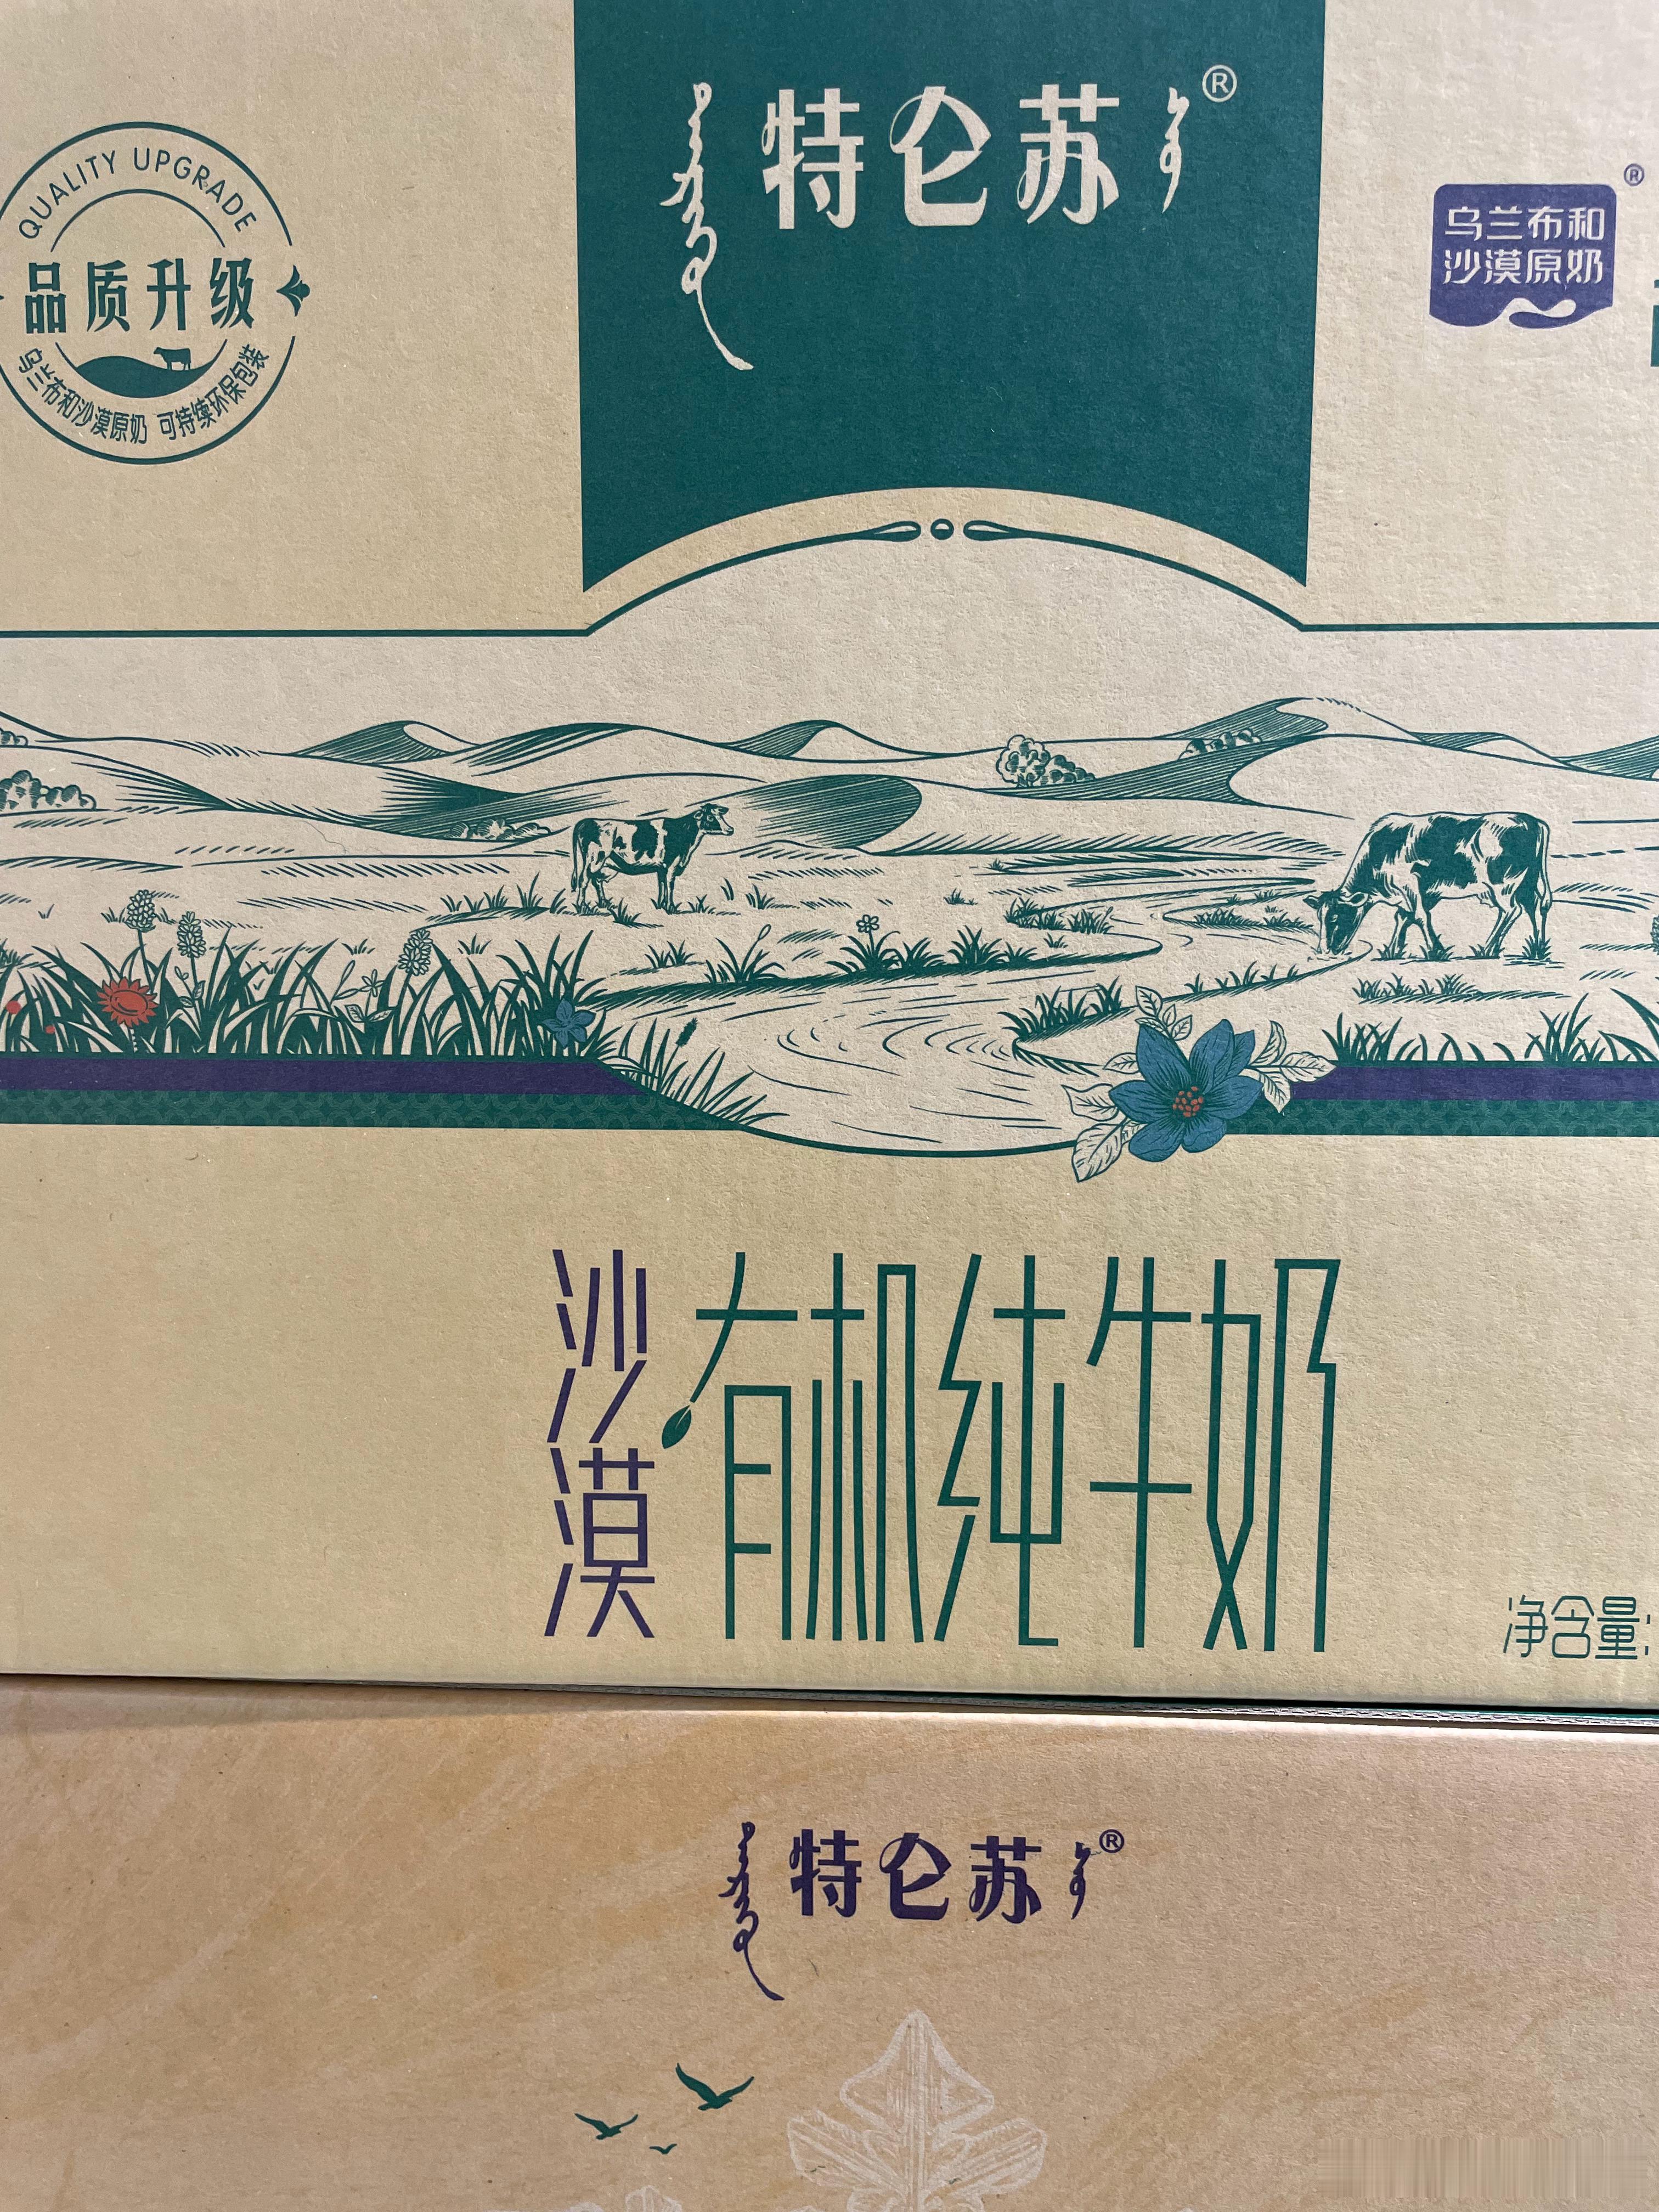 特仑苏®
QUALITY UPGRADE
品质升级
乌兰布和沙漠原奶 可持续环保包装
乌兰布和®
沙漠原奶
沙漠有机纯牛奶
净含量:
特仑苏®